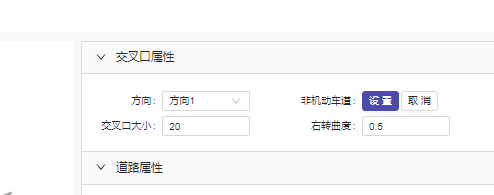 交叉口属性
方向: 方向1 非机动车道: 设置 取消
交叉口大小: 20 右转曲度: 0.5
道路属性